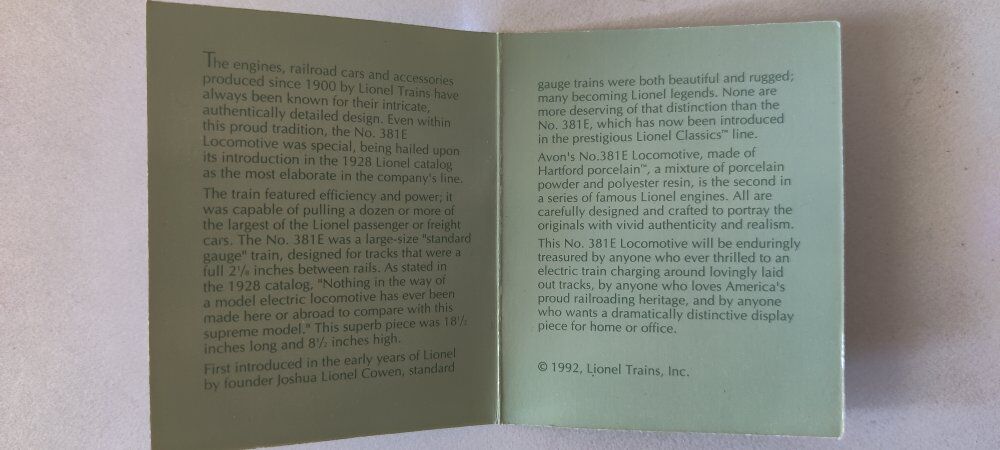 The engines, railroad cars and accessories
produced since 1900 by Lionel Trains have
always been known for their intricate,
authentically detailed design. Even within
this proud tradition, the No. 381E
Locomotive was special, being hailed upon
its introduction in the 1928 Lionel catalog
as the most elaborate in the company's line.
The train featured efficiency and power; it
was capable of pulling a dozen or more of
the largest of the Lionel passenger or freight
cars. The No. 381E was a large-size "standard
gauge" train, designed for tracks that were a
full 2⅛ inches between rails. As stated in
the 1928 catalog, "Nothing in the way of
a model electric locomotive has ever been
made here or abroad to compare with this
supreme model." This superb piece was 18½
inches long and 8½ inches high.
First introduced in the early years of Lionel
by founder Joshua Lionel Cowen, standard
gauge trains were both beautiful and rugged;
many becoming Lionel legends. None are
more deserving of that distinction than the
No. 381E, which has now been introduced
in the prestigious Lionel Classics™ line.
Avon's No.381E Locomotive, made of
Hartford porcelain™, a mixture of porcelain
powder and polyester resin, is the second in
a series of famous Lionel engines. All are
carefully designed and crafted to portray the
originals with vivid authenticity and realism.
This No. 381E Locomotive will be enduringly
treasured by anyone who ever thrilled to an
electric train charging around lovingly laid
out tracks, by anyone who loves America's
proud railroading heritage, and by anyone
who wants a dramatically distinctive display
piece for home or office.
© 1992, Lionel Trains, Inc.